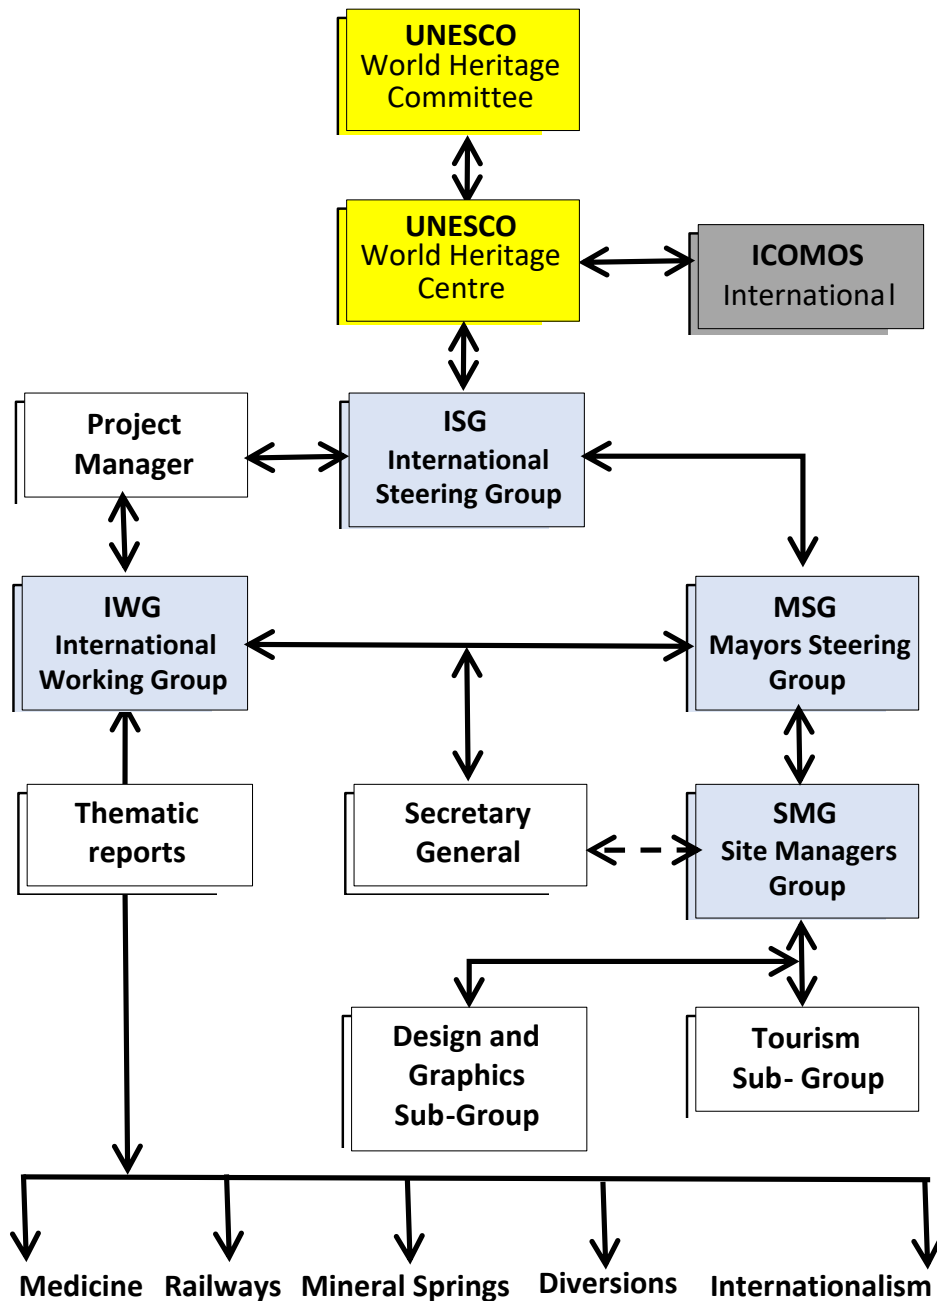 UNESCO
World Heritage
Committee
UNESCO
World Heritage
Centre
ICOMOS
International
Project
Manager
ISG
International
Steering Group
IWG
International
Working Group
MSG
Mayors Steering
Group
Thematic
reports
Secretary
General
SMG
Site Managers
Group
Design and
Graphics
Sub-Group
Tourism
Sub- Group
Medicine
Railways
Mineral Springs
Diversions
Internationalism